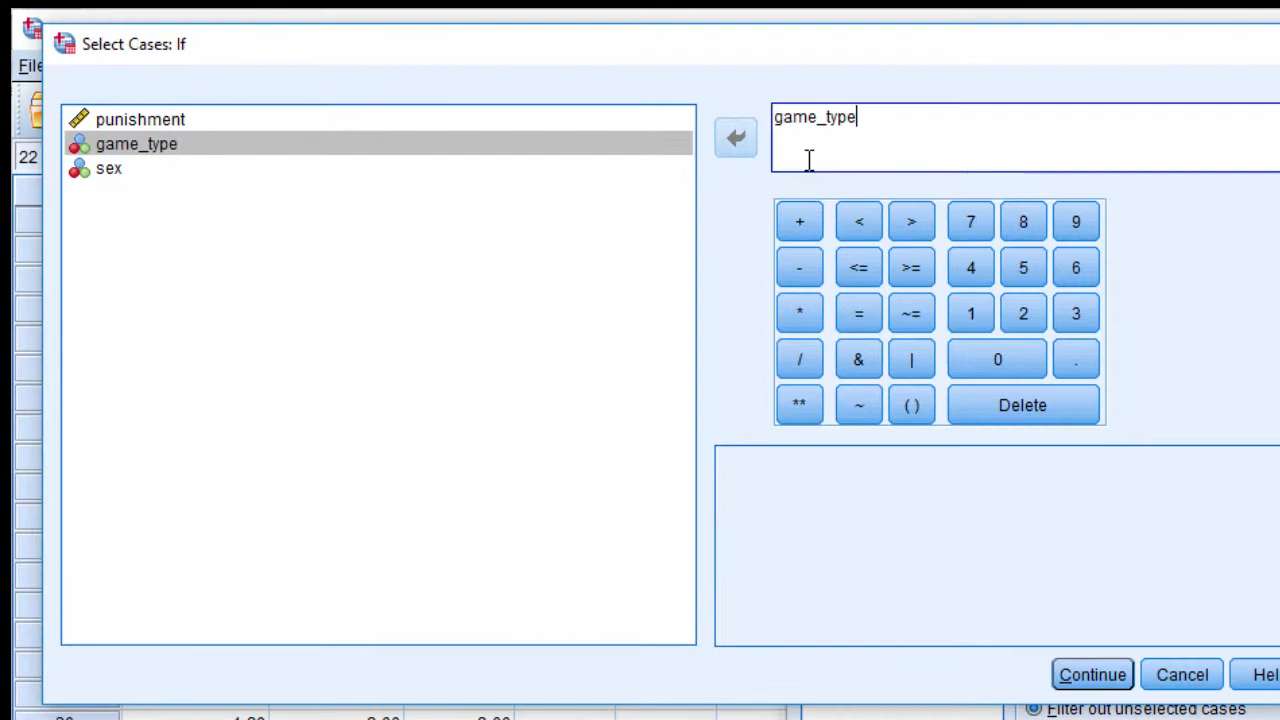 Select Cases: If
File
22
punishment
game_type
sex
game_type
+ < > 7 8 9
- <= >= 4 5 6
* = ~= 1 2 3
/ & | 0 .
** ~ ( ) Delete
Continue Cancel Hel
Filter out unselected cases